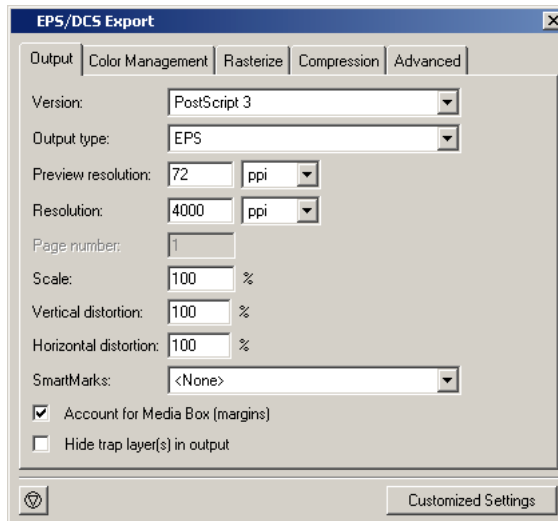 EPS/DCS Export
Output Color Management Rasterize Compression Advanced
Version: PostScript 3
Output type: EPS
Preview resolution: 72 ppi
Resolution: 4000 ppi
Page number: 1
Scale: 100 %
Vertical distortion: 100 %
Horizontal distortion: 100 %
SmartMarks: <None>
Account for Media Box (margins)
Hide trap layer(s) in output
Customized Settings